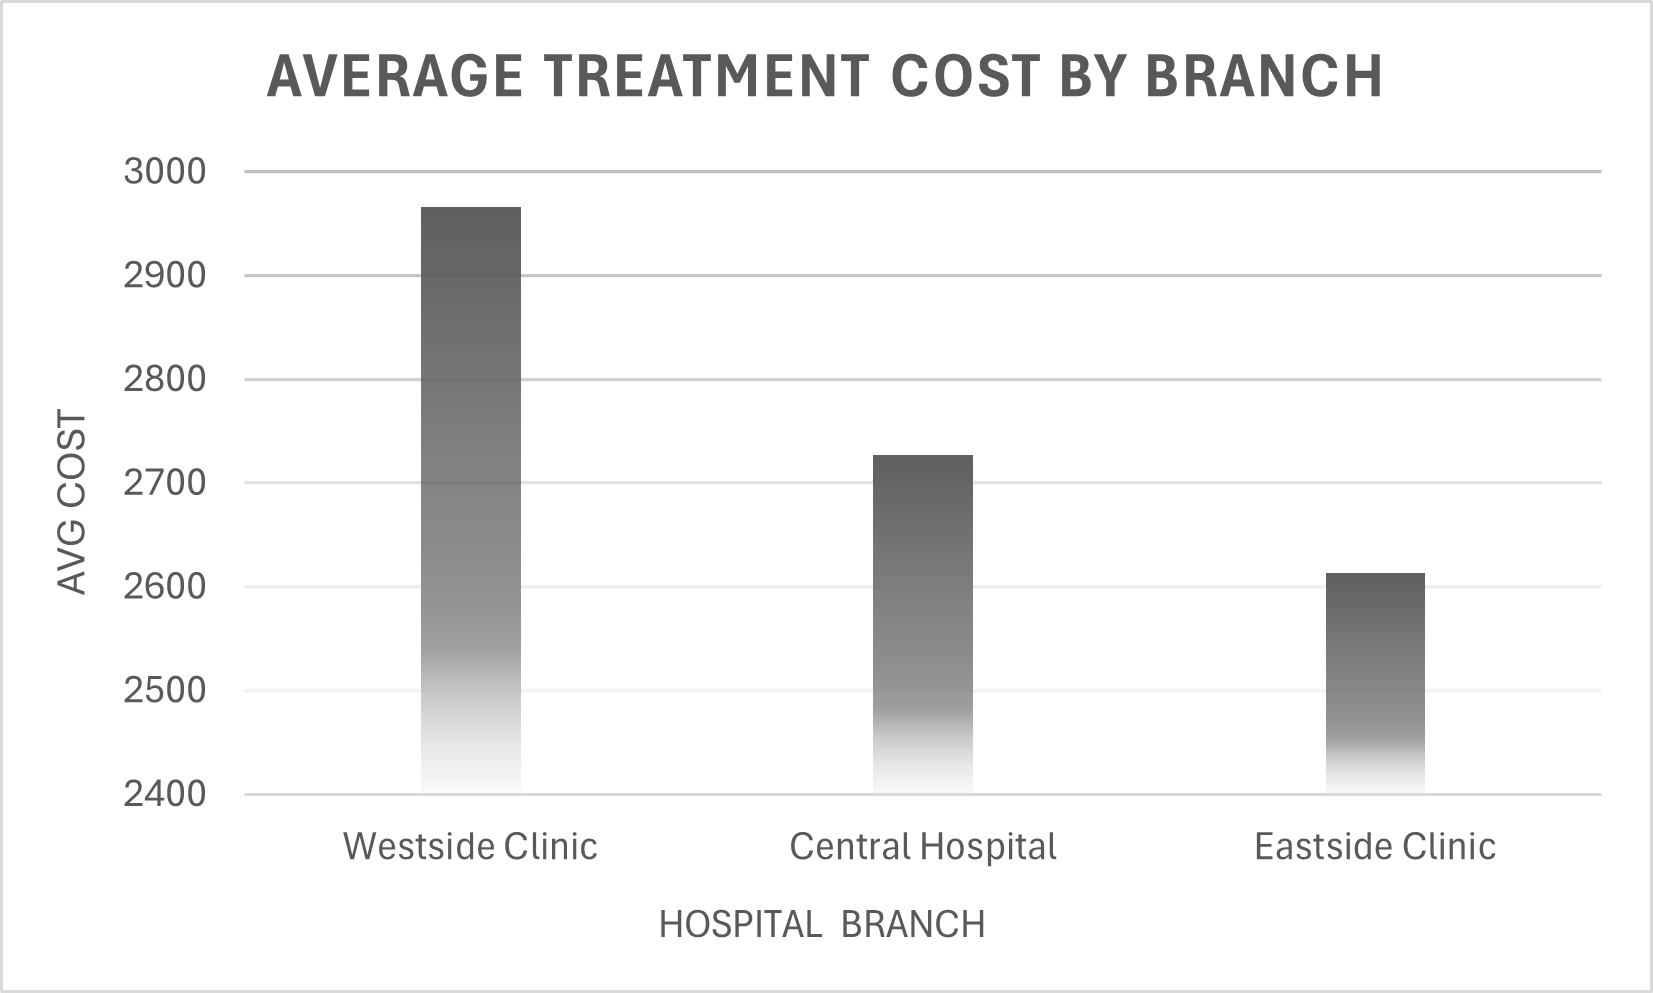 AVERAGE TREATMENT COST BY BRANCH
3000
2900
2800
2700
2600
2500
2400
AVG COST
Westside Clinic Central Hospital Eastside Clinic
HOSPITAL BRANCH